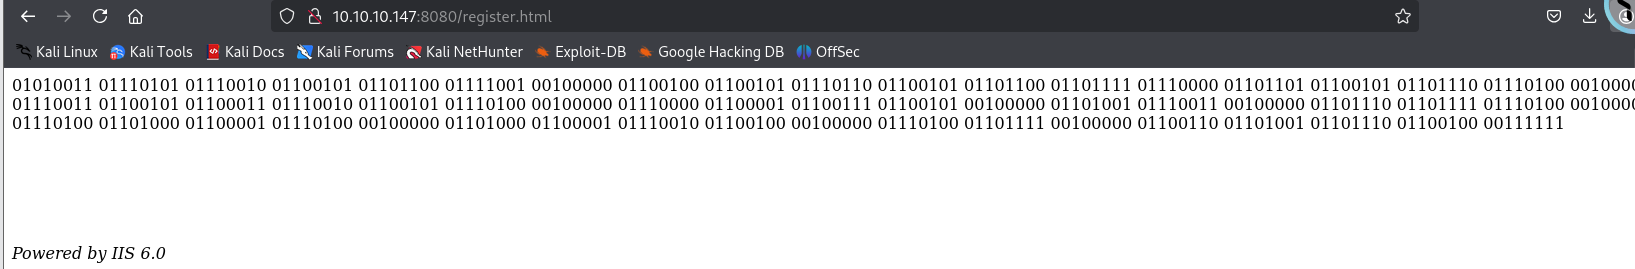 10.10.10.147:8080/register.html
Kali Linux Kali Tools Kali Docs Kali Forums Kali NetHunter Exploit-DB Google Hacking DB OffSec
01010011 01110101 01110010 01100101 01101100 01111001 00100000 01100100 01100101 01110110 01100101 01101100 01101111 01110000 01101101 01100101 01101110 01110100
01110011 01100101 01100011 01110010 01100101 01110100 00100000 01110000 01100001 01100111 01100101 00100000 01101001 01110011 00100000 01101110 01101111 01110100
01110100 01101000 01100001 01110100 00100000 01101000 01100001 01110010 01100100 00100000 01110100 01101111 00100000 01100110 01101001 01101110 01100100 00111111
Powered by IIS 6.0